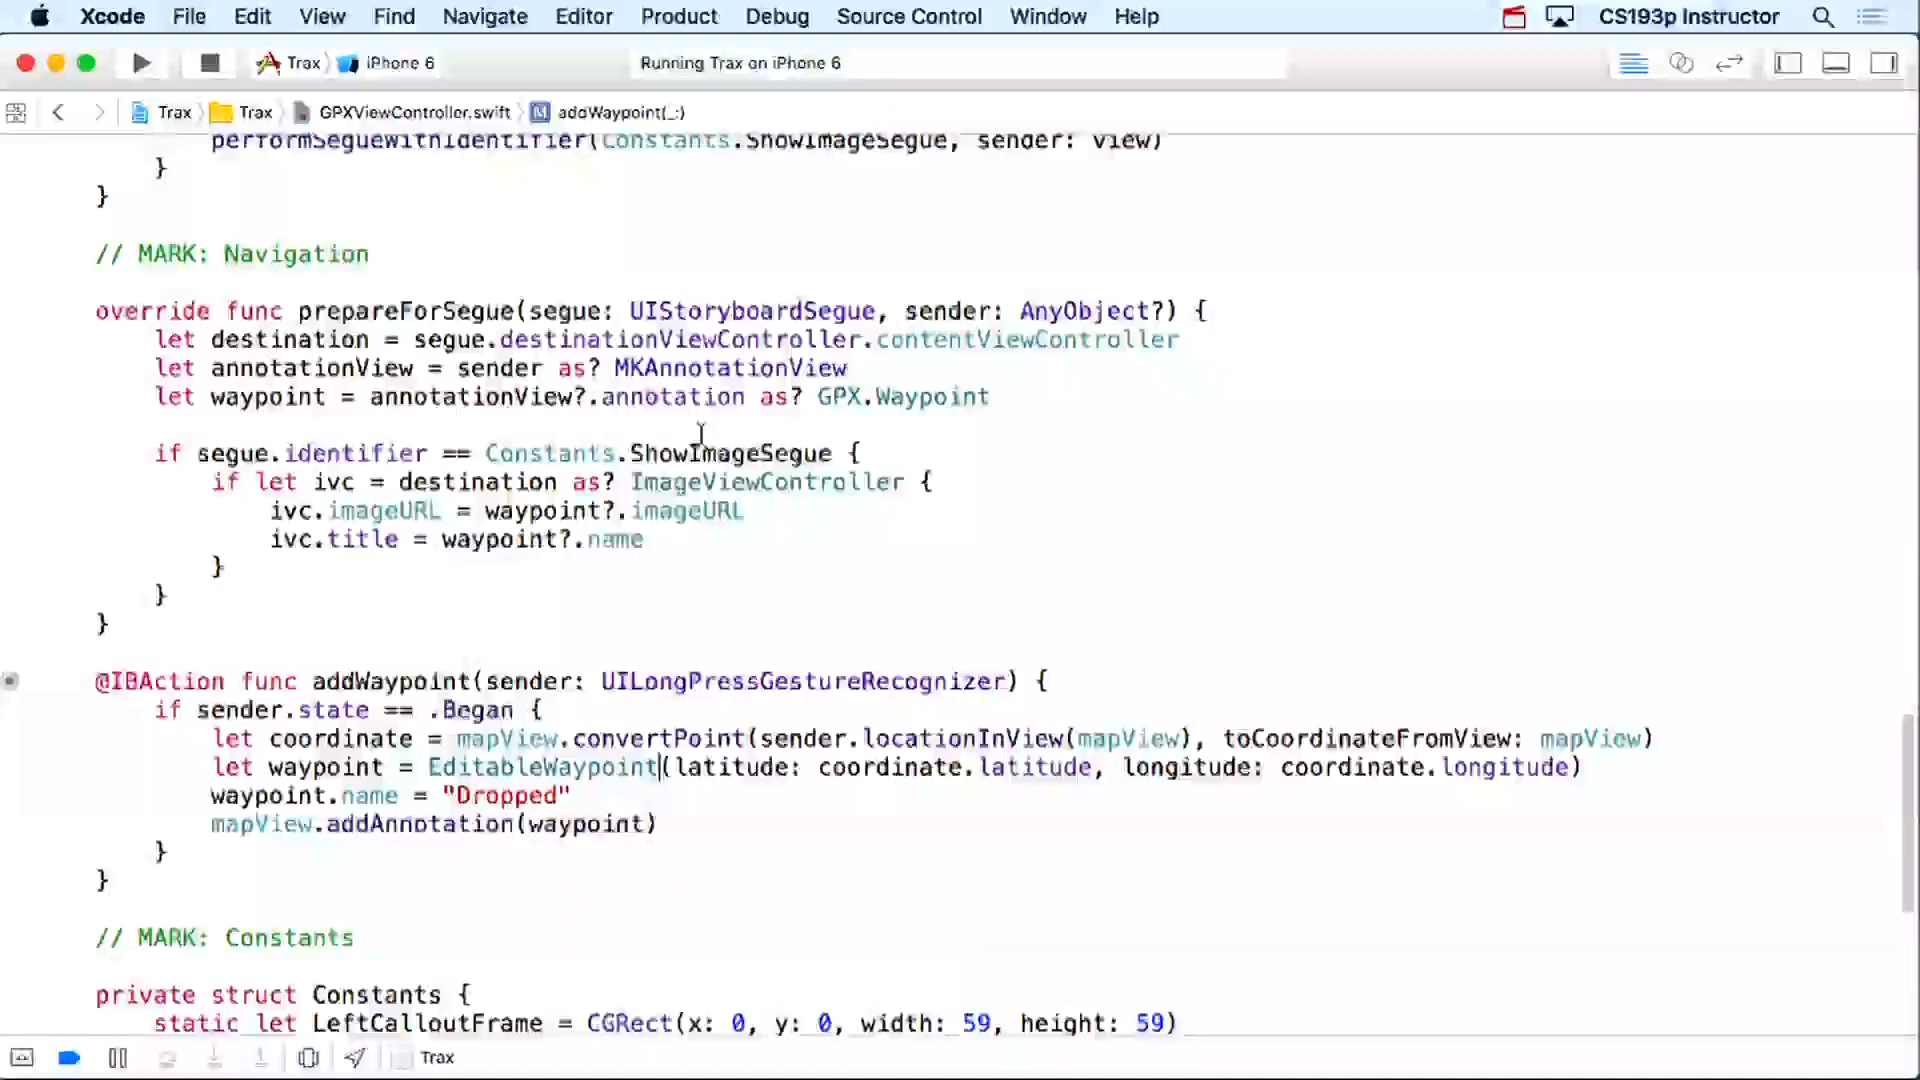 Xcode File Edit View Find Navigate Editor Product Debug Source Control Window Help CS193p Instructor
Trax iPhone 6 Running Trax on iPhone 6
Trax Trax GPXViewController.swift M addWaypoint(_:)
performSegueWithIdentifier(Constants.ShowImageSegue, sender: view)
}
}
// MARK: Navigation
override func prepareForSegue(segue: UIStoryboardSegue, sender: AnyObject?) {
let destination = segue.destinationViewController.contentViewController
let annotationView = sender as? MKAnnotationView
let waypoint = annotationView?.annotation as? GPX.Waypoint
if segue.identifier == Constants.ShowImageSegue {
if let ivc = destination as? ImageViewController {
ivc.imageURL = waypoint?.imageURL
ivc.title = waypoint?.name
}
}
}
@IBAction func addWaypoint(sender: UILongPressGestureRecognizer) {
if sender.state == .Began {
let coordinate = mapView.convertPoint(sender.locationInView(mapView), toCoordinateFromView: mapView)
let waypoint = EditableWaypoint(latitude: coordinate.latitude, longitude: coordinate.longitude)
waypoint.name = "Dropped"
mapView.addAnnotation(waypoint)
}
}
// MARK: Constants
private struct Constants {
static let LeftCalloutFrame = CGRect(x: 0, y: 0, width: 59, height: 59)
Trax